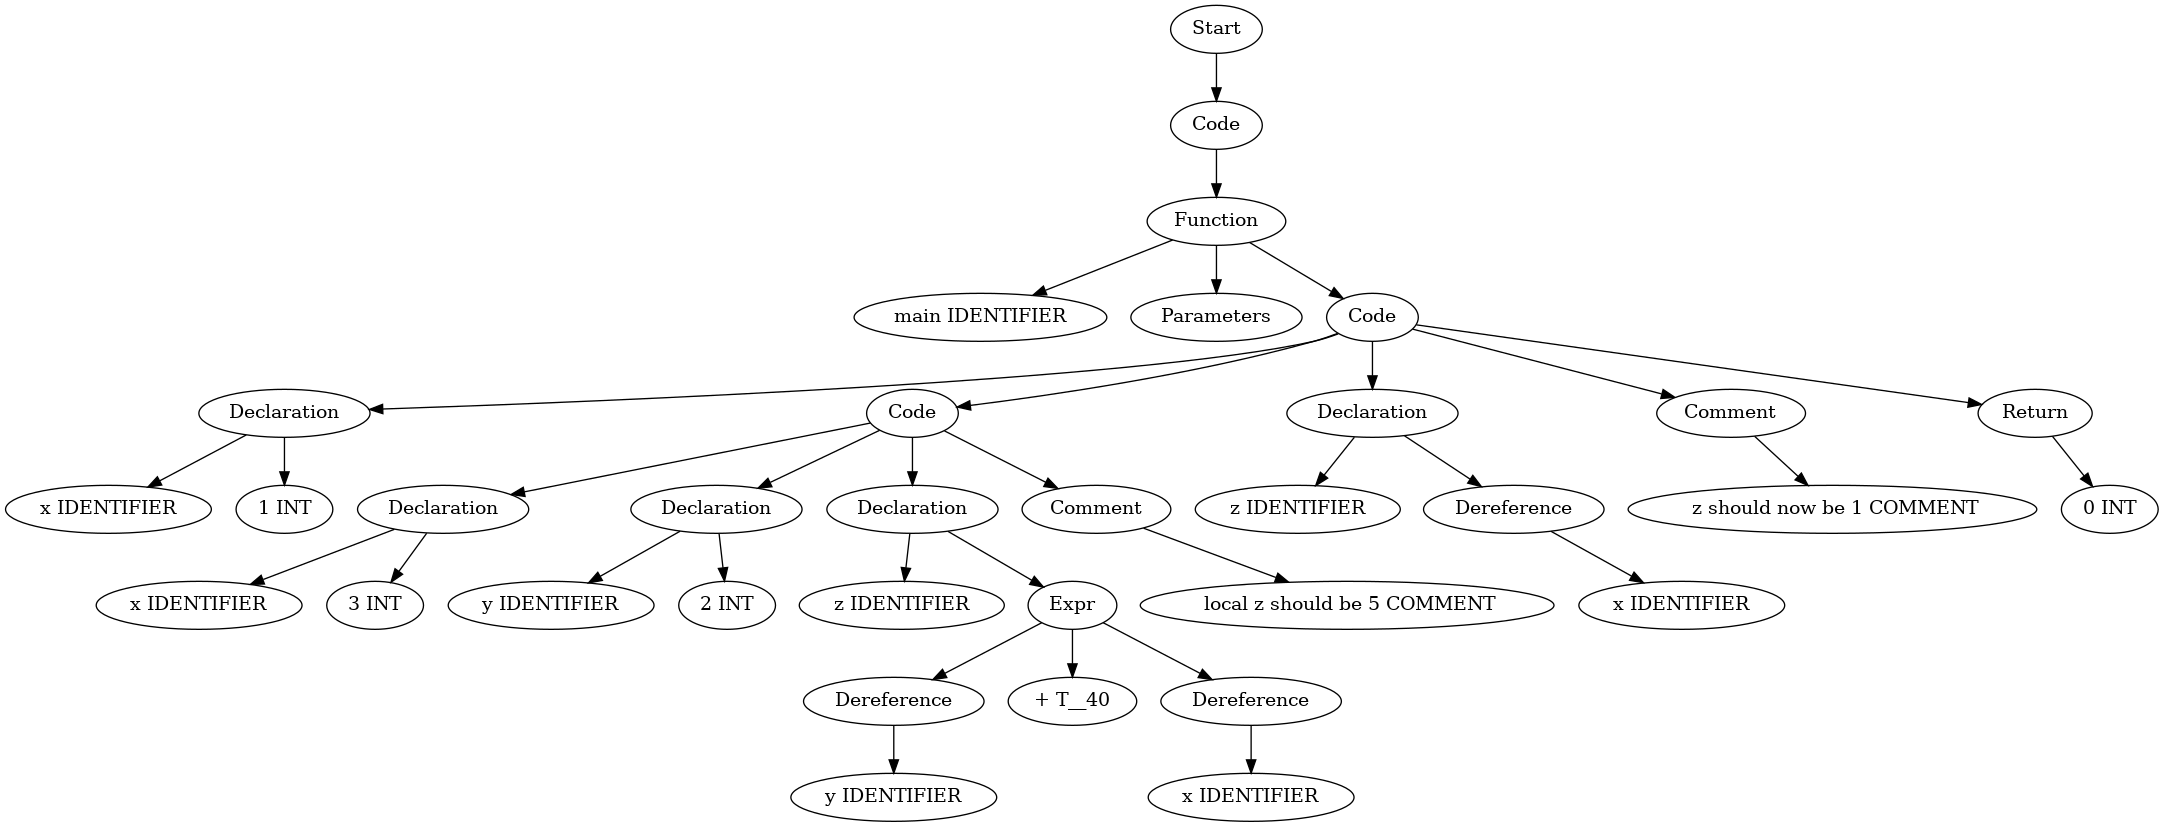 Start
Code
Function
main IDENTIFIER
Parameters
Code
Declaration
Code
Declaration
Comment
Return
x IDENTIFIER
1 INT
Declaration
Declaration
Declaration
Comment
z IDENTIFIER
Dereference
z should now be 1 COMMENT
0 INT
x IDENTIFIER
3 INT
y IDENTIFIER
2 INT
z IDENTIFIER
Expr
local z should be 5 COMMENT
x IDENTIFIER
Dereference
+ T__40
Dereference
y IDENTIFIER
x IDENTIFIER